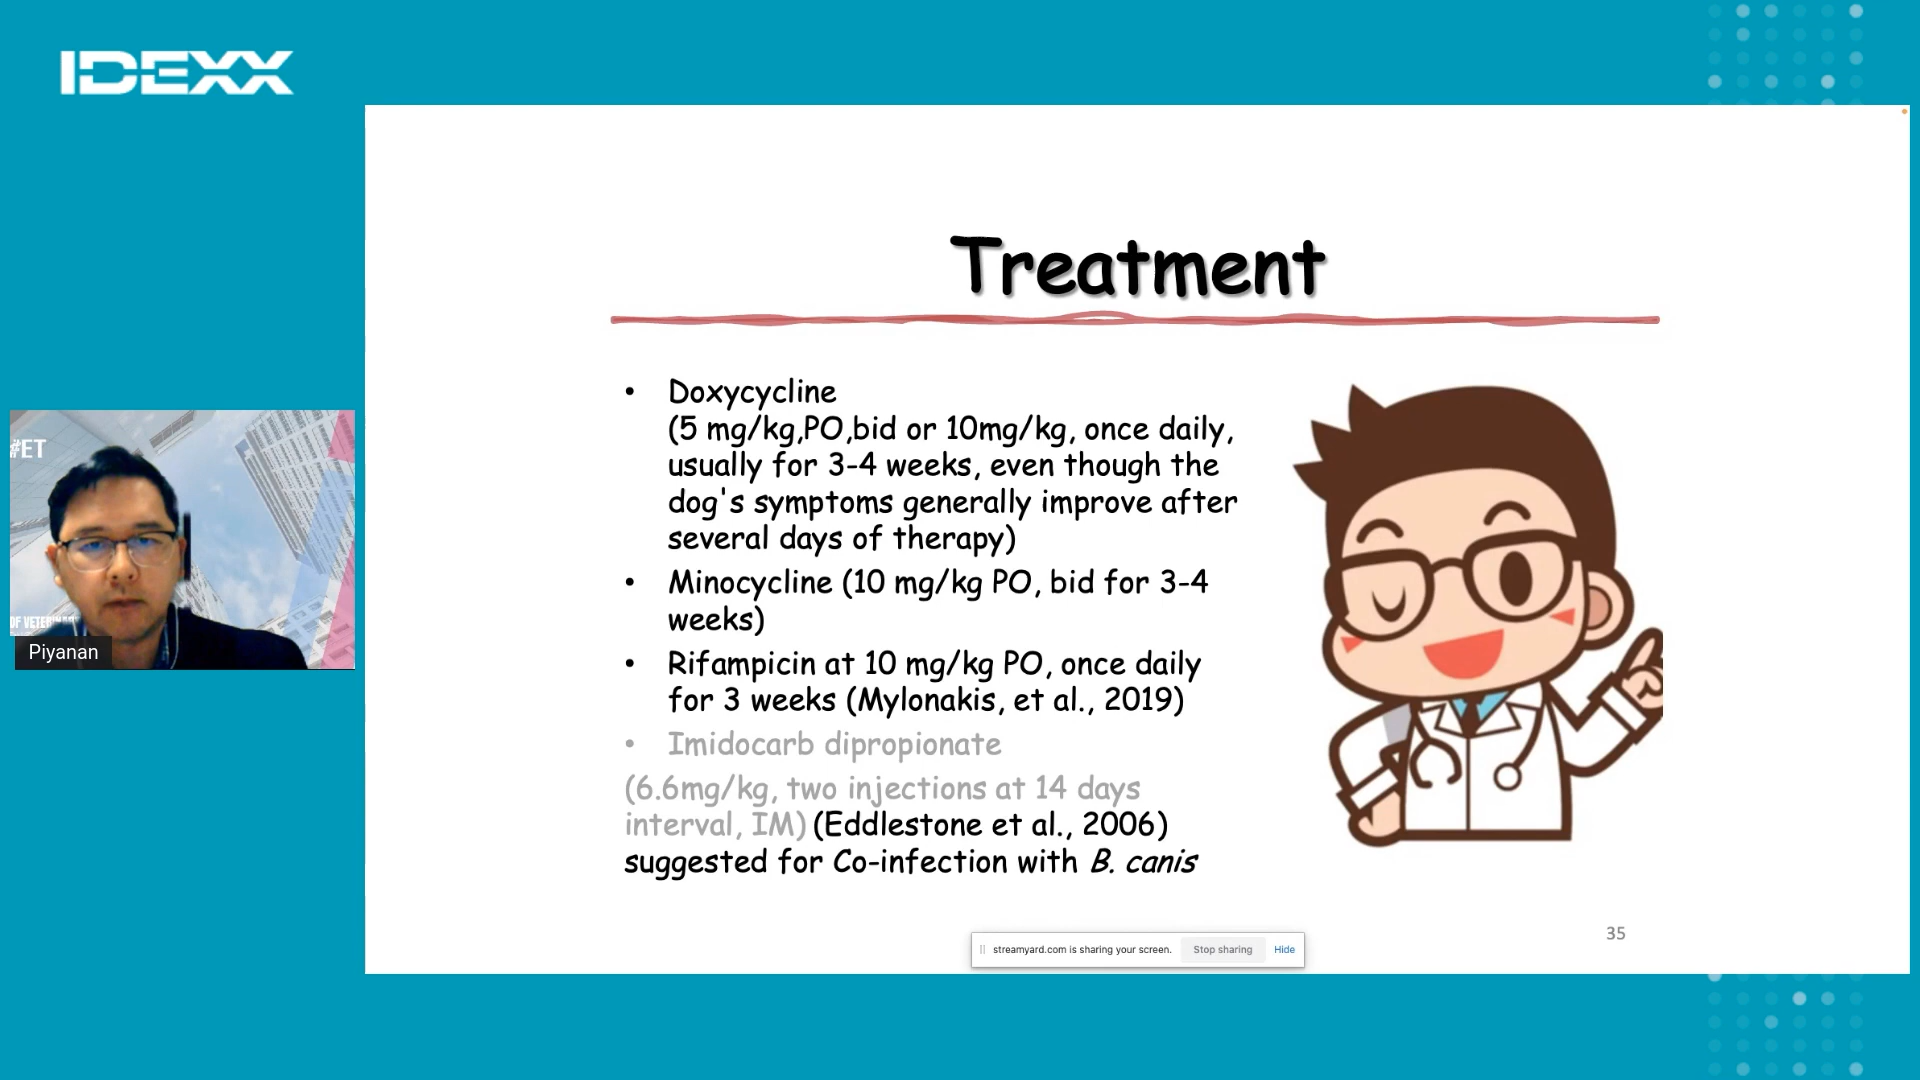 IDEXX
Treatment
• Doxycycline
(5 mg/kg,PO,bid or 10mg/kg, once daily,
usually for 3-4 weeks, even though the
dog's symptoms generally improve after
several days of therapy)
• Minocycline (10 mg/kg PO, bid for 3-4
weeks)
• Rifampicin at 10 mg/kg PO, once daily
for 3 weeks (Mylonakis, et al., 2019)
• Imidocarb dipropionate
(6.6mg/kg, two injections at 14 days
interval, IM) (Eddlestone et al., 2006)
suggested for Co-infection with B. canis
35
streamyard.com is sharing your screen. Stop sharing Hide
#ET
OF
Piyanan